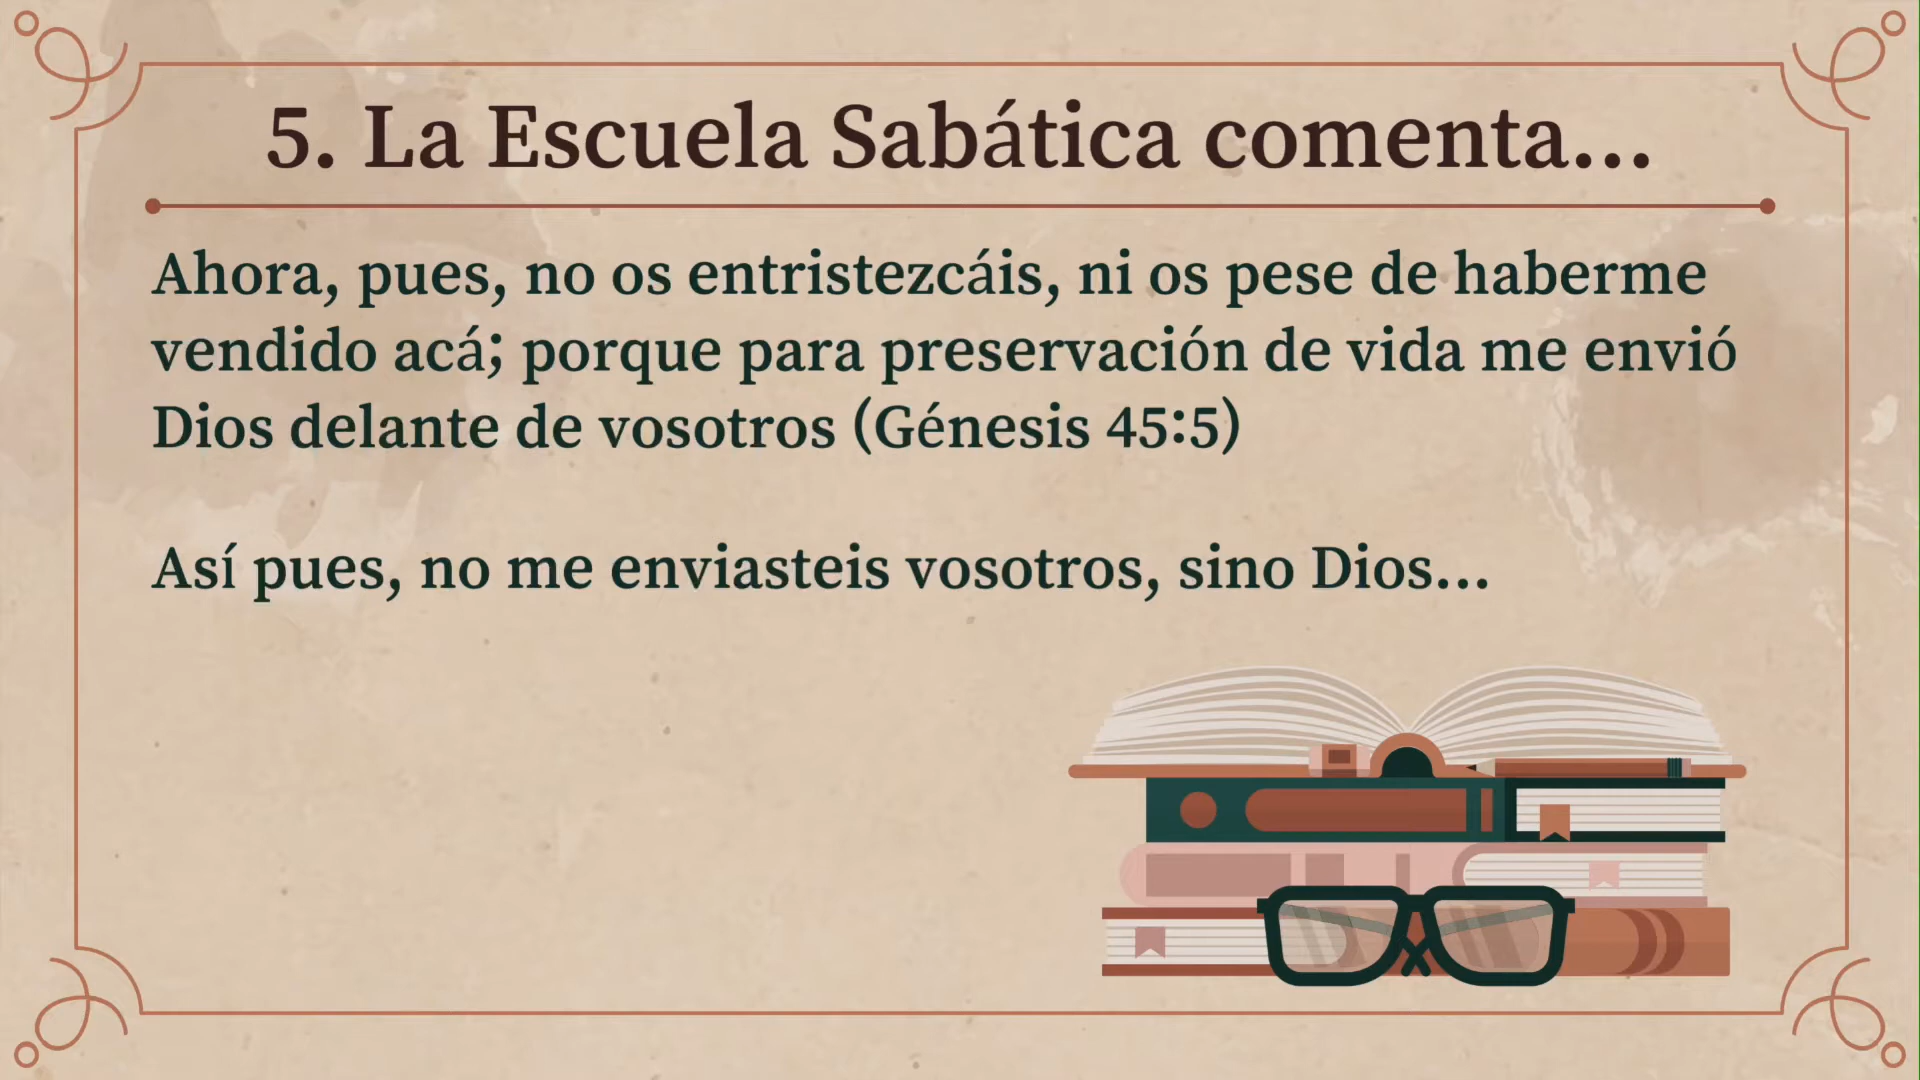 5. La Escuela Sabática comenta...
Ahora, pues, no os entristezcáis, ni os pese de haberme
vendido acá; porque para preservación de vida me envió
Dios delante de vosotros (Génesis 45:5)
Así pues, no me enviasteis vosotros, sino Dios...